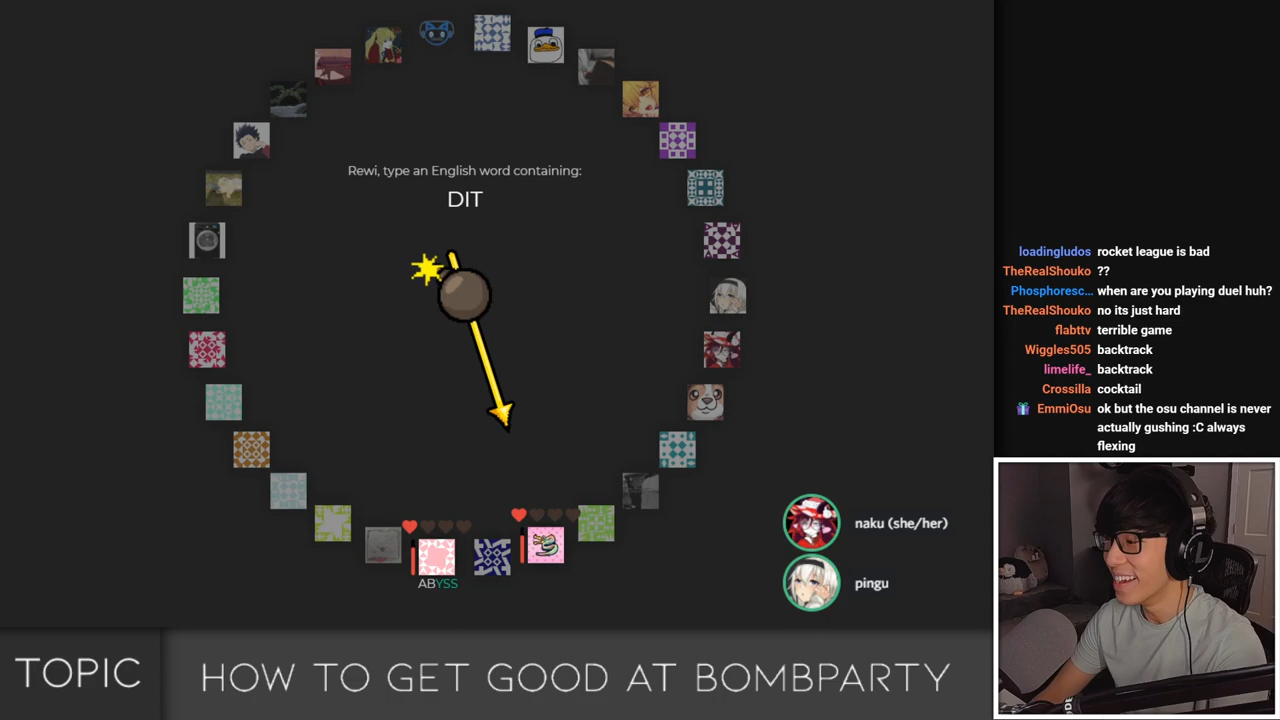 Rewi, type an English word containing:
DIT
ABYSS
naku (she/her)
pingu
loadingludos rocket league is bad
TheRealShouko ??
Phosphoresc... when are you playing duel huh?
TheRealShouko no its just hard
flabttv terrible game
Wiggles505 backtrack
limelife_ backtrack
Crossilla cocktail
EmmiOsu ok but the osu channel is never
actually gushing :C always
flexing
TOPIC
HOW TO GET GOOD AT BOMBPARTY